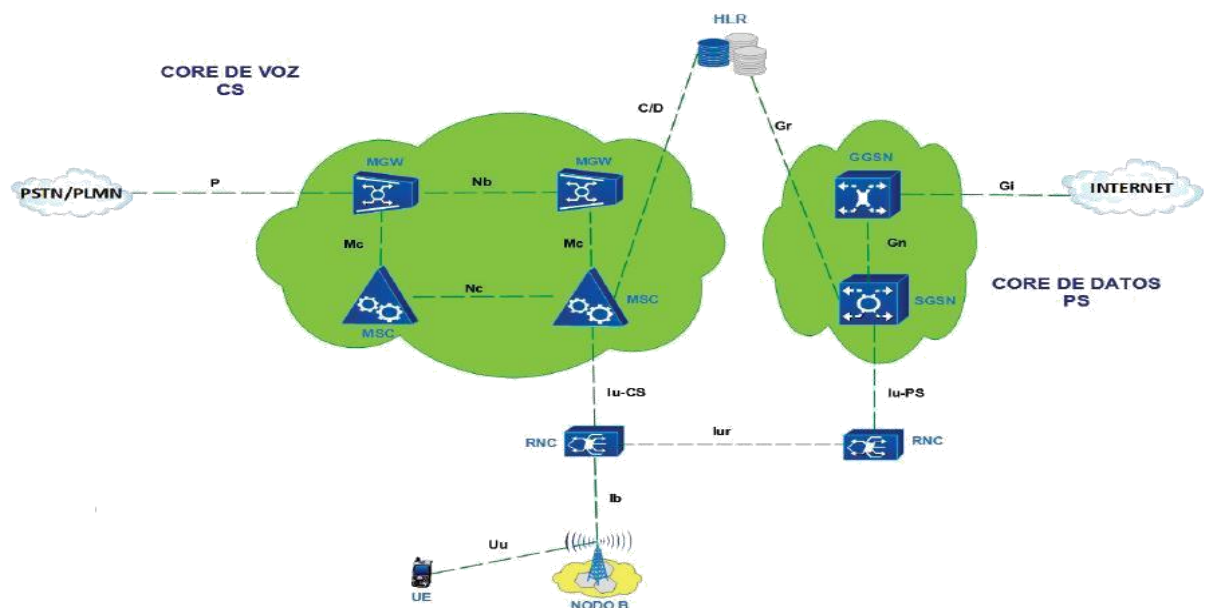 HLR
CORE DE VOZ
CS
C/D
Gr
MGW
MGW
GGSN
PSTN/PLMN
P
Nb
Gi
INTERNET
Mc
Mc
Gn
CORE DE DATOS
PS
Nc
MSC
MSC
SGSN
Iu-CS
Iu-PS
RNC
Iur
RNC
Ib
Uu
UE
NODO B